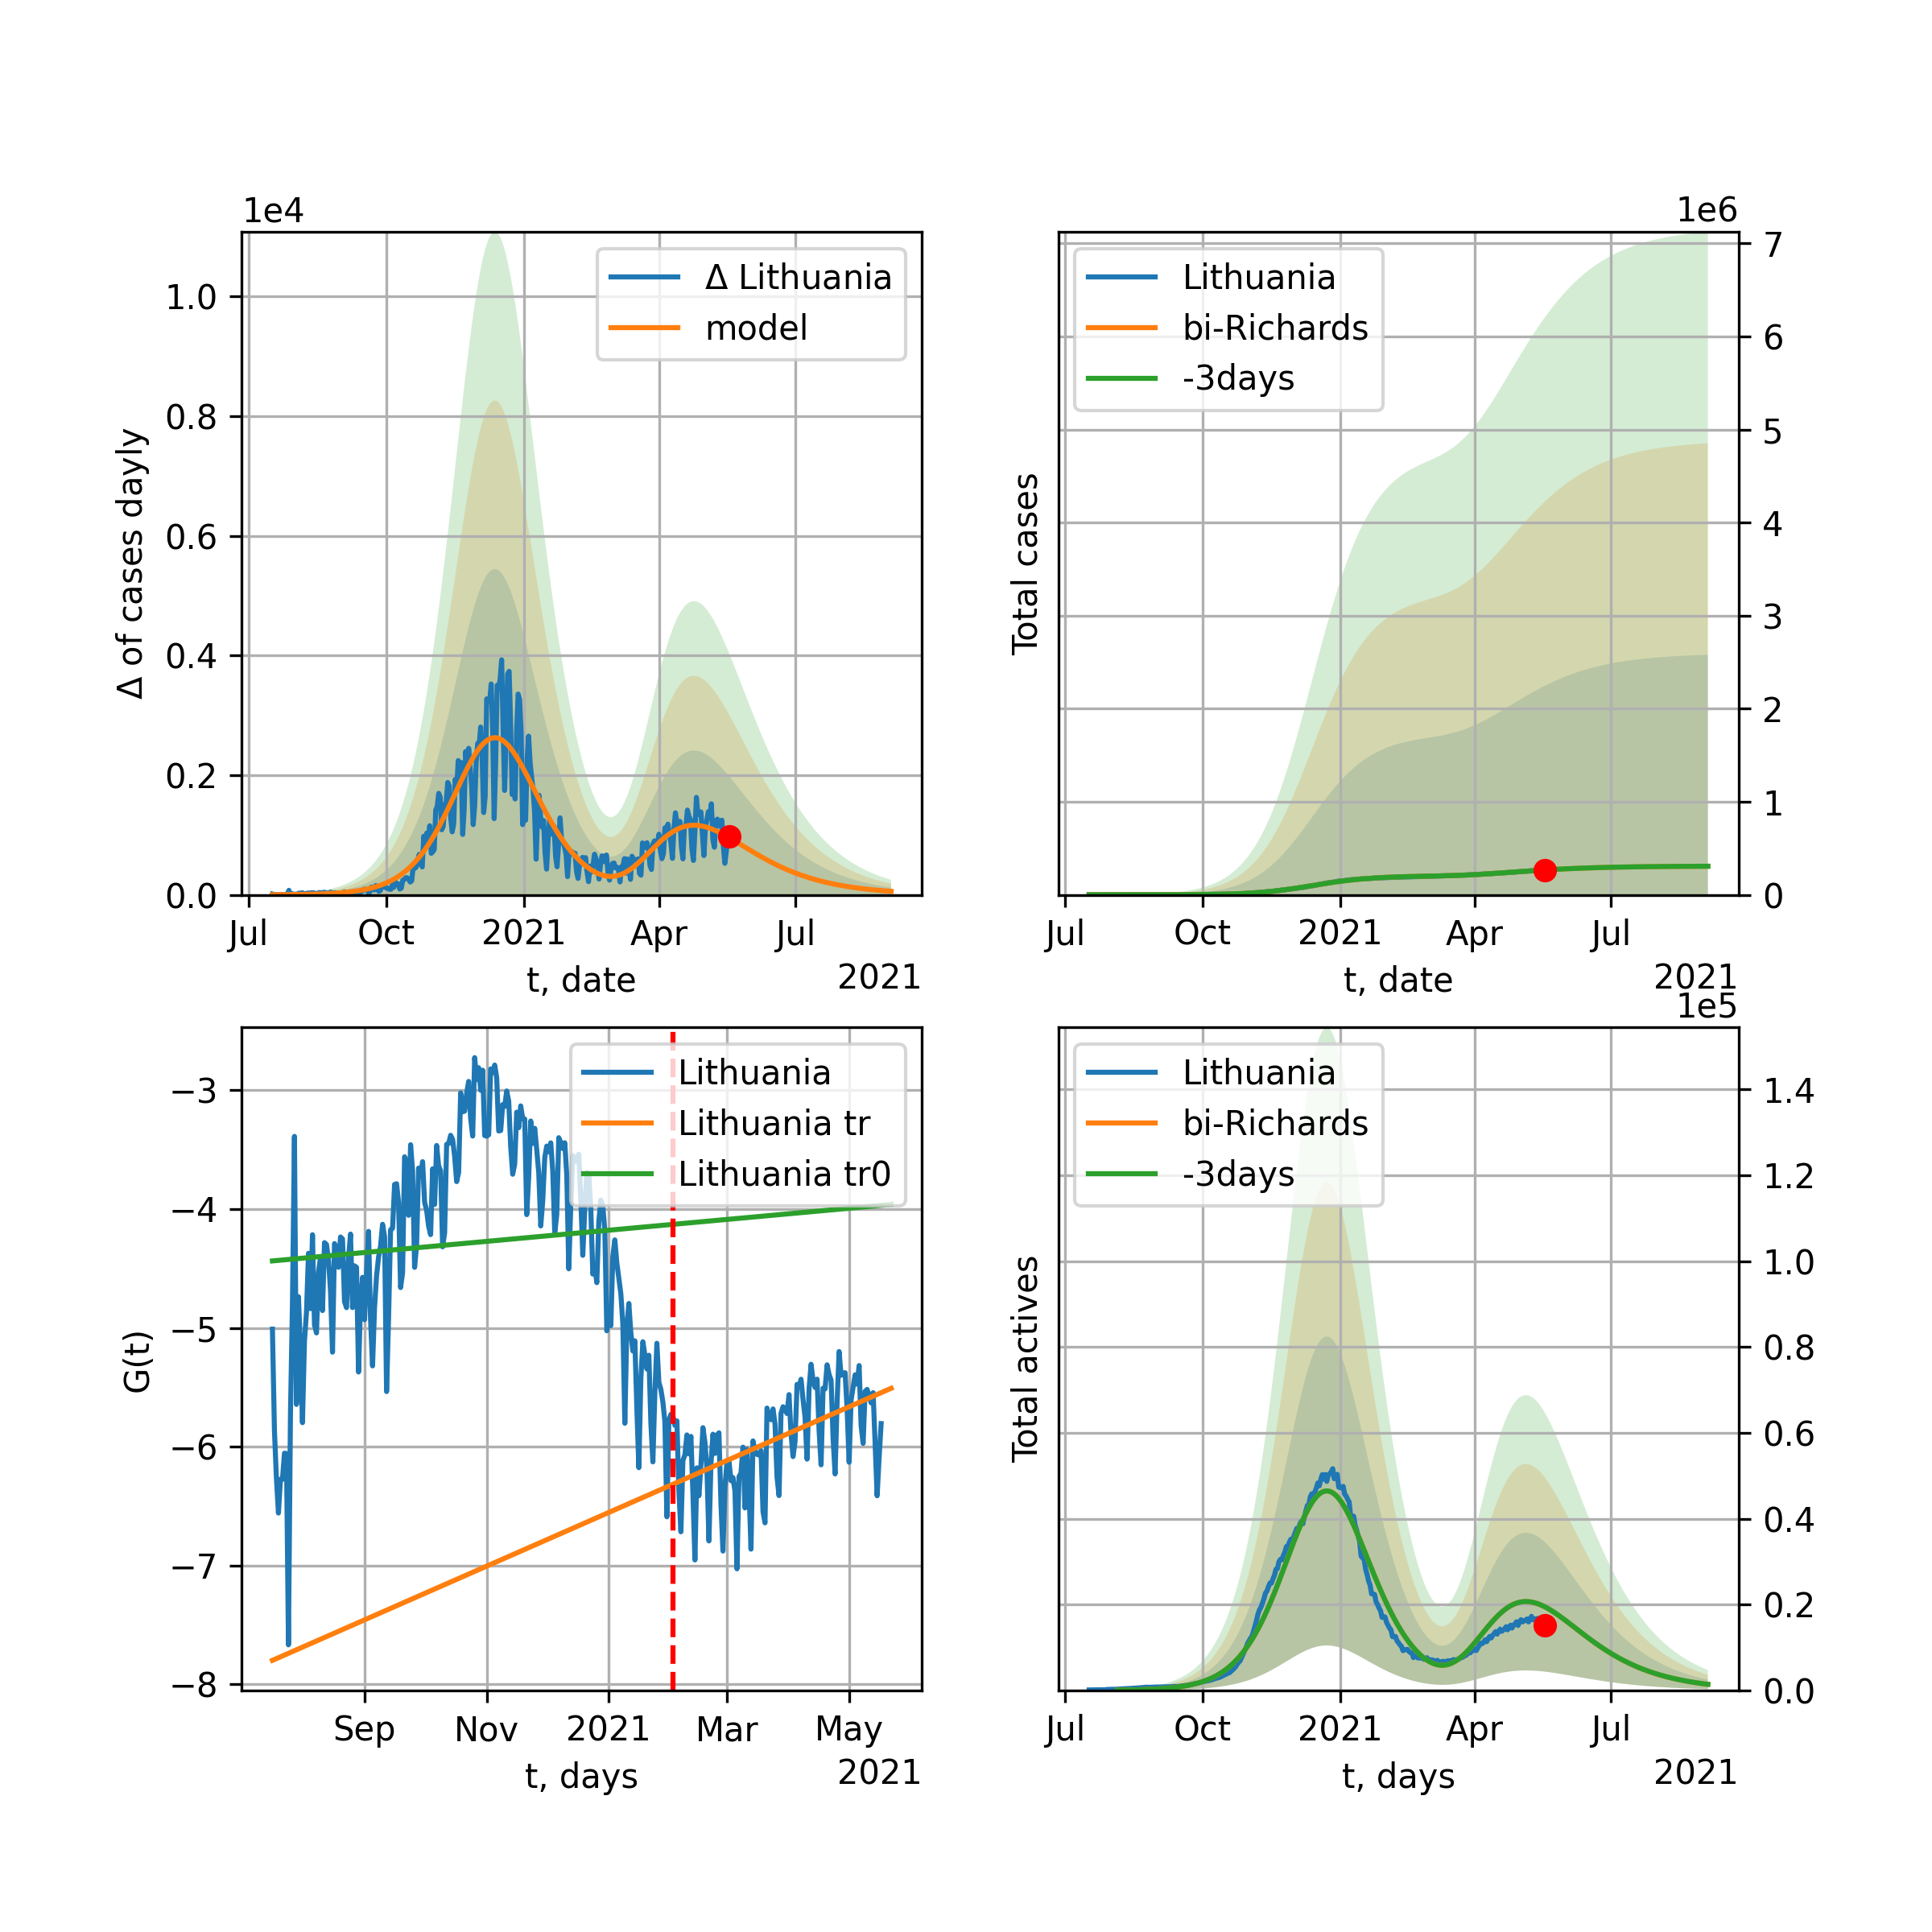 1e4
Δ of cases dayly
1.0
0.8
0.6
0.4
0.2
0.0
Δ Lithuania
model
Jul Oct 2021 Apr Jul
t, date
2021
1e6
Total cases
Lithuania
bi-Richards
-3days
7
6
5
4
3
2
1
0
Jul Oct 2021 Apr Jul
t, date
2021
G(t)
−3
−4
−5
−6
−7
−8
Lithuania
Lithuania tr
Lithuania tr0
Sep Nov 2021 Mar May
t, days
2021
1e5
Total actives
Lithuania
bi-Richards
-3days
1.4
1.2
1.0
0.8
0.6
0.4
0.2
0.0
Jul Oct 2021 Apr Jul
t, days
2021